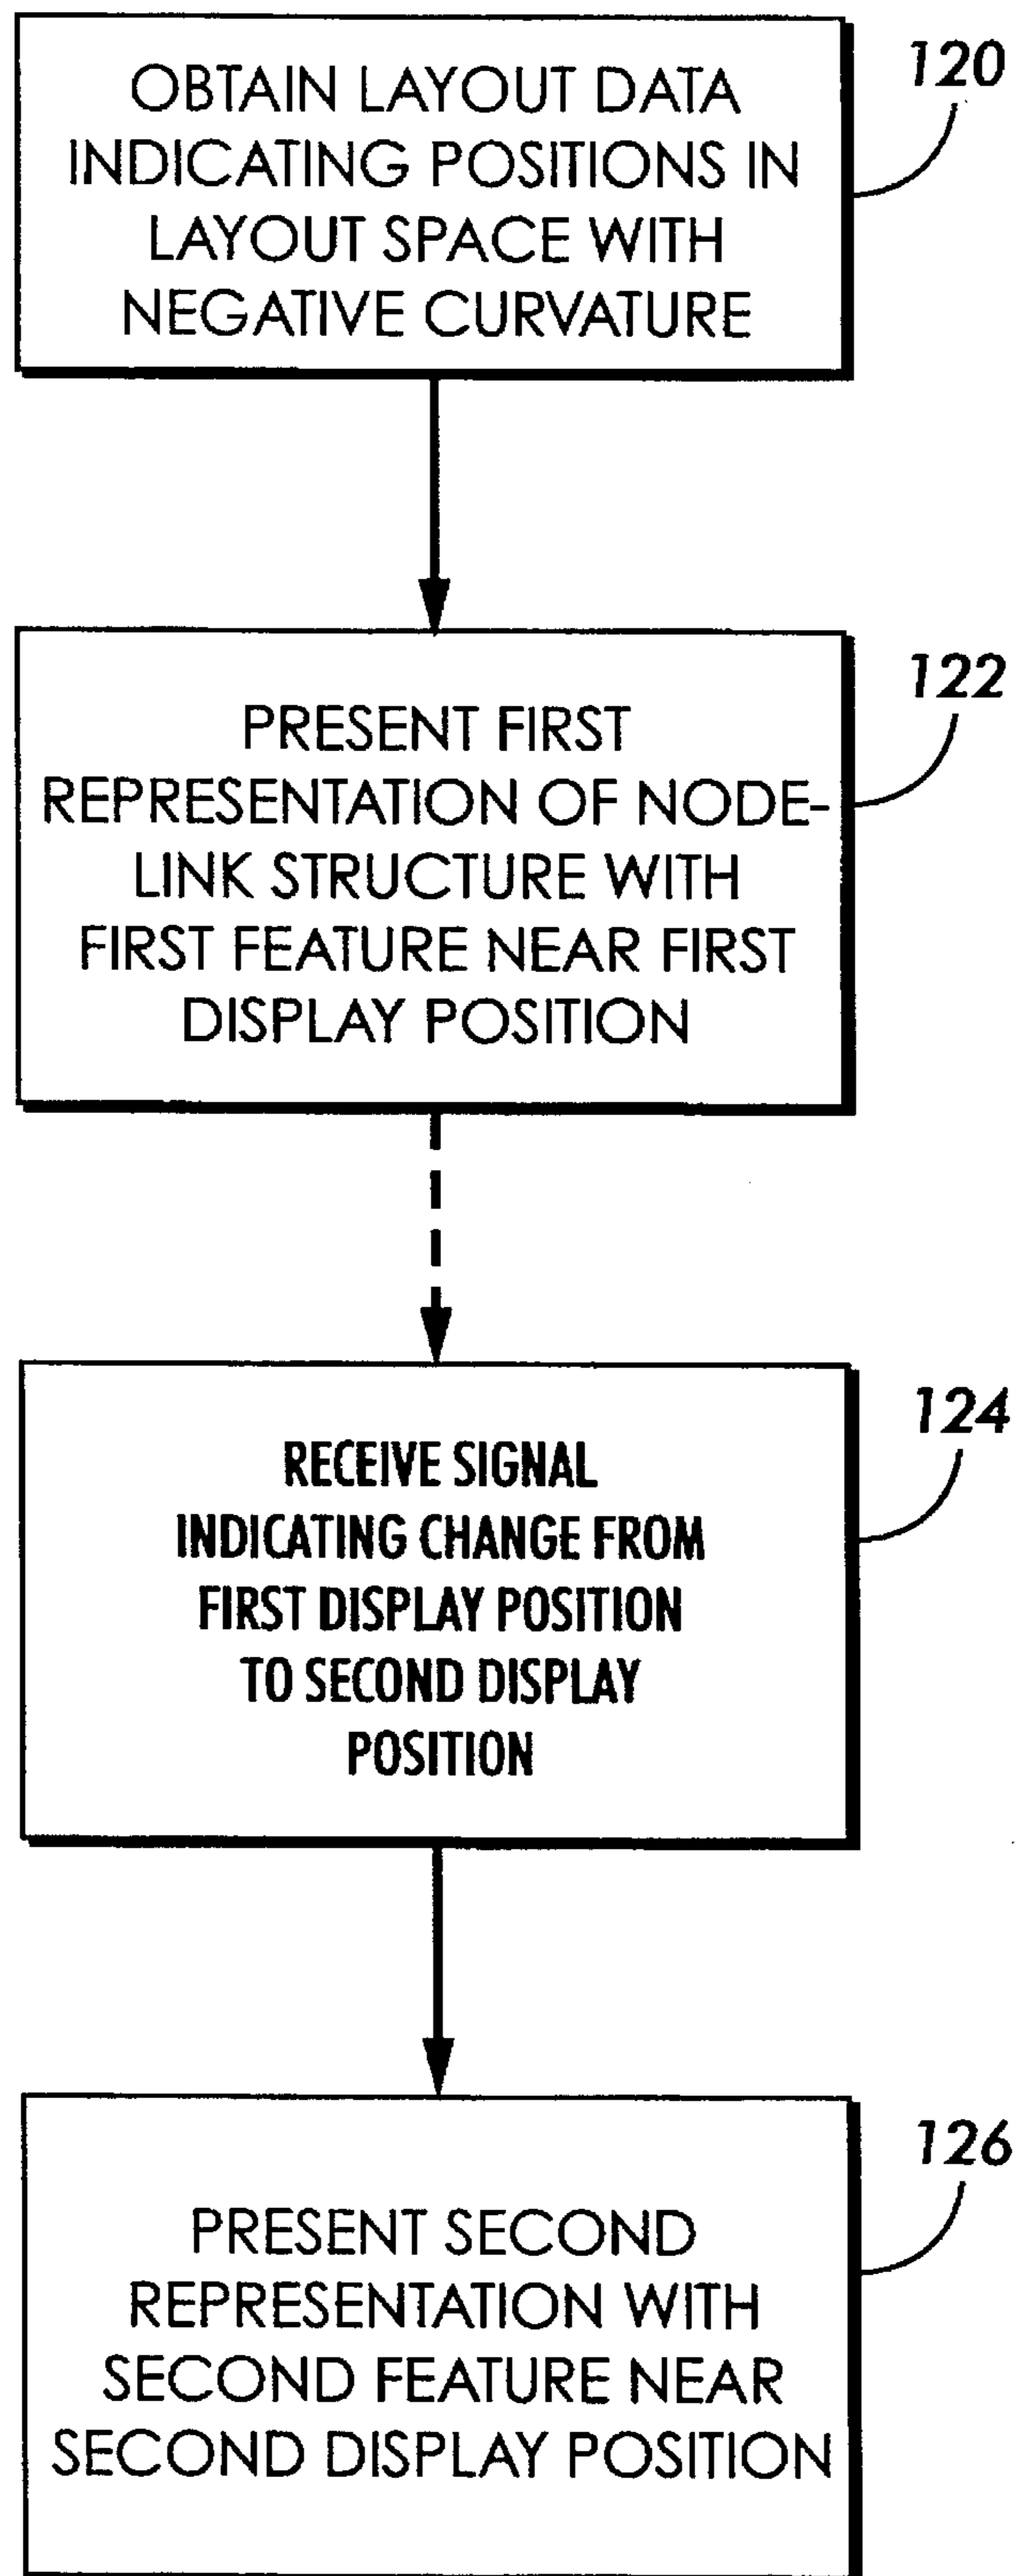 OBTAIN LAYOUT DATA
INDICATING POSITIONS IN
LAYOUT SPACE WITH
NEGATIVE CURVATURE
120
PRESENT FIRST
REPRESENTATION OF NODE-
LINK STRUCTURE WITH
FIRST FEATURE NEAR FIRST
DISPLAY POSITION
122
RECEIVE SIGNAL
INDICATING CHANGE FROM
FIRST DISPLAY POSITION
TO SECOND DISPLAY
POSITION
124
PRESENT SECOND
REPRESENTATION WITH
SECOND FEATURE NEAR
SECOND DISPLAY POSITION
126